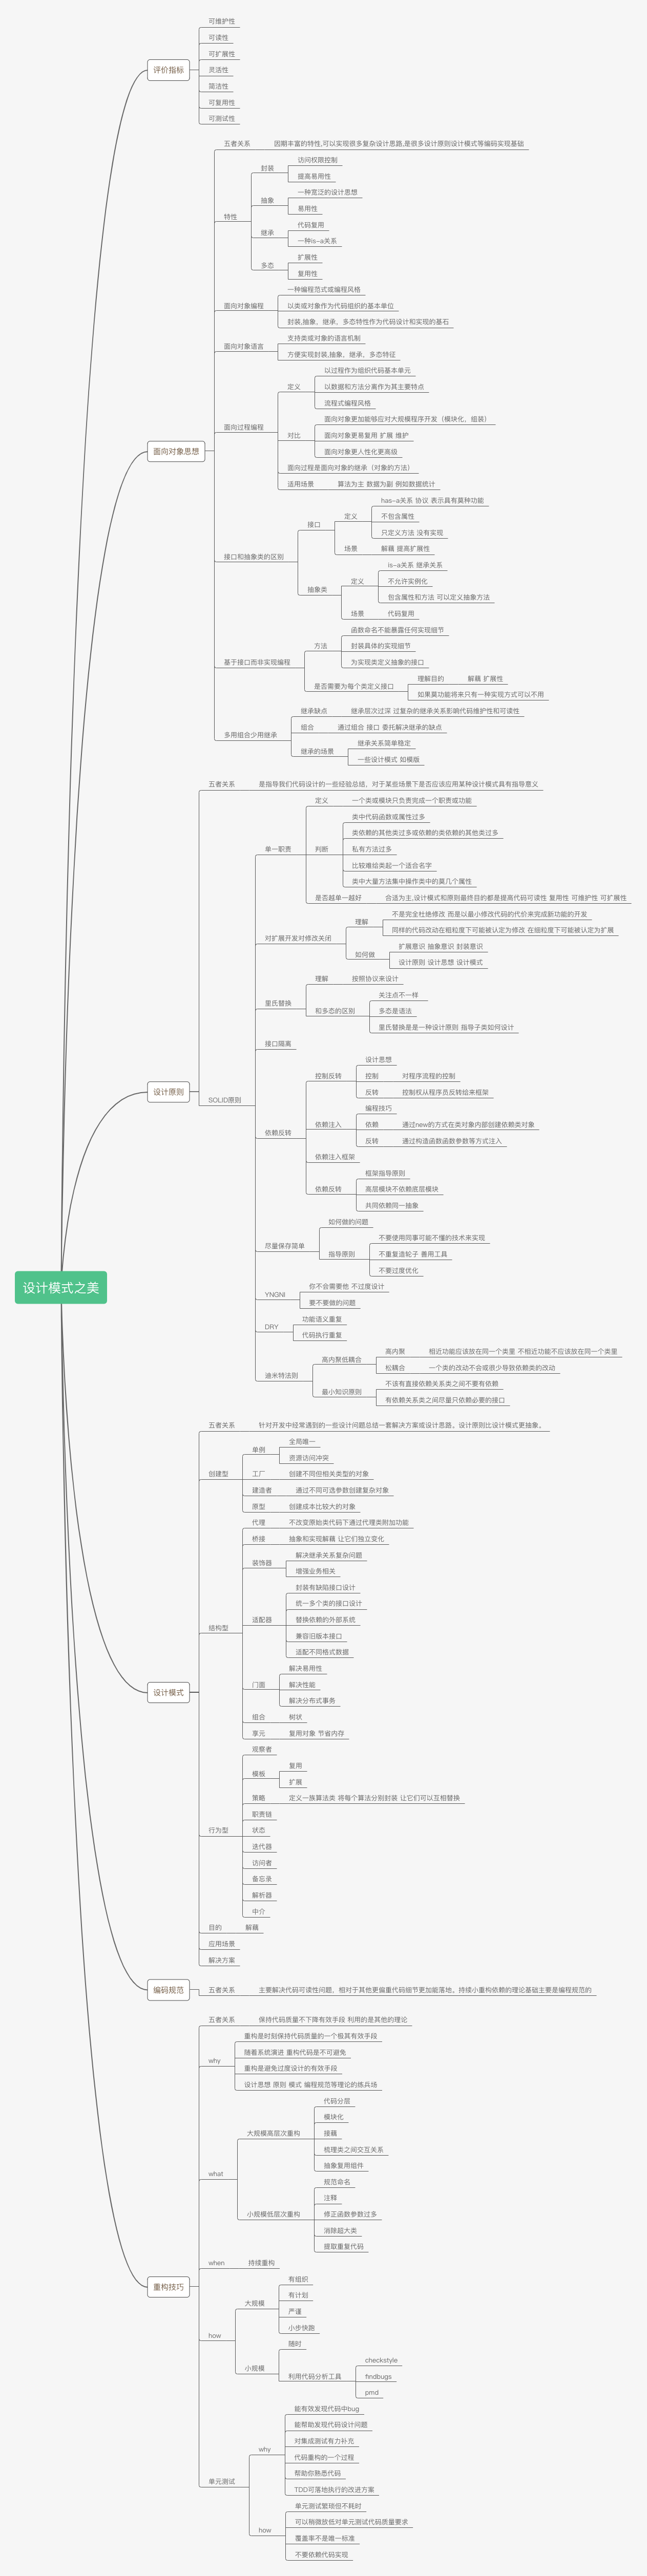 设计模式之美
评价指标
可维护性
可读性
可扩展性
灵活性
简洁性
可复用性
可测试性
面向对象思想
五者关系
因期丰富的特性,可以实现很多复杂设计思路,是很多设计原则设计模式等编码实现基础
特性
封装
访问权限控制
提高易用性
抽象
一种宽泛的设计思想
易用性
继承
代码复用
一种is-a关系
多态
扩展性
复用性
面向对象编程
一种编程范式或编程风格
以类或对象作为代码组织的基本单位
封装,抽象、继承、多态特性作为代码设计和实现的基石
面向对象语言
支持类或对象的语言机制
方便实现封装,抽象、继承、多态特征
面向过程编程
定义
以过程作为组织代码基本单元
以数据和方法分离作为其主要特点
流程式编程风格
对比
面向对象更加能够应对大规模程序开发（模块化、组装）
面向对象更易复用 扩展 维护
面向对象更人性化更高级
面向过程是面向对象的继承（对象的方法）
适用场景
算法为主 数据为副 例如数据统计
接口和抽象类的区别
接口
定义
has-a关系 协议 表示具有莫种功能
不包含属性
只定义方法 没有实现
场景
解藕 提高扩展性
抽象类
定义
is-a关系 继承关系
不允许实例化
包含属性和方法 可以定义抽象方法
场景
代码复用
基于接口而非实现编程
方法
函数命名不能暴露任何实现细节
封装具体的实现细节
为实现类定义抽象的接口
是否需要为每个类定义接口
理解目的
解藕 扩展性
如果莫功能将来只有一种实现方式可以不用
多用组合少用继承
继承缺点
继承层次过深 过复杂的继承关系影响代码维护性和可读性
组合
通过组合 接口 委托解决继承的缺点
继承的场景
继承关系简单稳定
一些设计模式 如模版
设计原则
五者关系
是指导我们代码设计的一些经验总结，对于某些场景下是否应该应用某种设计模式具有指导意义
SOLID原则
单一职责
定义
一个类或模块只负责完成一个职责或功能
判断
类中代码函数或属性过多
类依赖的其他类过多或依赖的类依赖的其他类过多
私有方法过多
比较难给类起一个适合名字
类中大量方法集中操作类中的莫几个属性
是否越单一越好
合适为主,设计模式和原则最终目的都是提高代码可读性 复用性 可维护性 可扩展性
对扩展开发对修改关闭
理解
不是完全杜绝修改 而是以最小修改代码的代价来完成新功能的开发
同样的代码改动在粗粒度下可能被认定为修改 在细粒度下可能被认定为扩展
如何做
扩展意识 抽象意识 封装意识
设计原则 设计思想 设计模式
里氏替换
理解
按照协议来设计
和多态的区别
关注点不一样
多态是语法
里氏替换是是一种设计原则 指导子类如何设计
接口隔离
依赖反转
控制反转
设计思想
控制
对程序流程的控制
反转
控制权从程序员反转给来框架
依赖注入
编程技巧
依赖
通过new的方式在类对象内部创建依赖类对象
反转
通过构造函数函数参数等方式注入
依赖注入框架
依赖反转
框架指导原则
高层模块不依赖底层模块
共同依赖同一抽象
尽量保存简单
如何做的问题
指导原则
不要使用同事可能不懂的技术来实现
不重复造轮子 善用工具
不要过度优化
YNGNI
你不会需要他 不过度设计
要不要做的问题
DRY
功能语义重复
代码执行重复
迪米特法则
高内聚低耦合
高内聚
相近功能应该放在同一个类里 不相近功能不应该放在同一个类里
松耦合
一个类的改动不会或很少导致依赖类的改动
最小知识原则
不该有直接依赖关系类之间不要有依赖
有依赖关系类之间尽量只依赖必要的接口
设计模式
五者关系
针对开发中经常遇到的一些设计问题总结一套解决方案或设计思路，设计原则比设计模式更抽象。
创建型
单例
全局唯一
资源访问冲突
工厂
创建不同但相关类型的对象
建造者
通过不同可选参数创建复杂对象
原型
创建成本比较大的对象
结构型
代理
不改变原始类代码下通过代理类附加功能
桥接
抽象和实现解藕 让它们独立变化
装饰器
解决继承关系复杂问题
增强业务相关
适配器
封装有缺陷接口设计
统一多个类的接口设计
替换依赖的外部系统
兼容旧版本接口
适配不同格式数据
门面
解决易用性
解决性能
解决分布式事务
组合
树状
享元
复用对象 节省内存
行为型
观察者
模板
复用
扩展
策略
定义一族算法类 将每个算法分别封装 让它们可以互相替换
职责链
状态
迭代器
访问者
备忘录
解析器
中介
目的
解藕
应用场景
解决方案
编码规范
五者关系
主要解决代码可读性问题，相对于其他更偏重代码细节更加能落地。持续小重构依赖的理论基础主要是编程规范的
重构技巧
五者关系
保持代码质量不下降有效手段 利用的是其他的理论
why
重构是时刻保持代码质量的一个极其有效手段
随着系统演进 重构代码是不可避免
重构是避免过度设计的有效手段
设计思想 原则 模式 编程规范等理论的练兵场
what
大规模高层次重构
代码分层
模块化
接藕
梳理类之间交互关系
抽象复用组件
小规模低层次重构
规范命名
注释
修正函数参数过多
消除超大类
提取重复代码
when
持续重构
how
大规模
有组织
有计划
严谨
小步快跑
小规模
随时
利用代码分析工具
checkstyle
findbugs
pmd
单元测试
why
能有效发现代码中bug
能帮助发现代码设计问题
对集成测试有力补充
代码重构的一个过程
帮助你熟悉代码
TDD可落地执行的改进方案
how
单元测试繁琐但不耗时
可以稍微放低对单元测试代码质量要求
覆盖率不是唯一标准
不要依赖代码实现